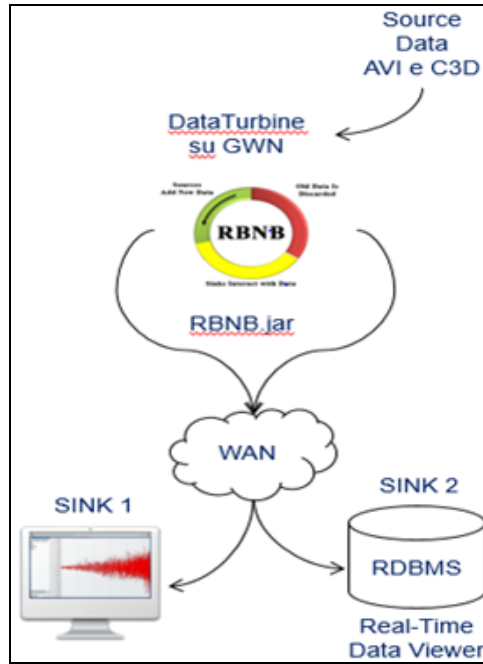 Source
Data
AVI e C3D
DataTurbine
su GWN
Sources
Add New Data
Old Data Is
Discarded
RBNB
Sinks Interact with Data
RBNB.jar
WAN
SINK 1
SINK 2
RDBMS
Real-Time
Data Viewer